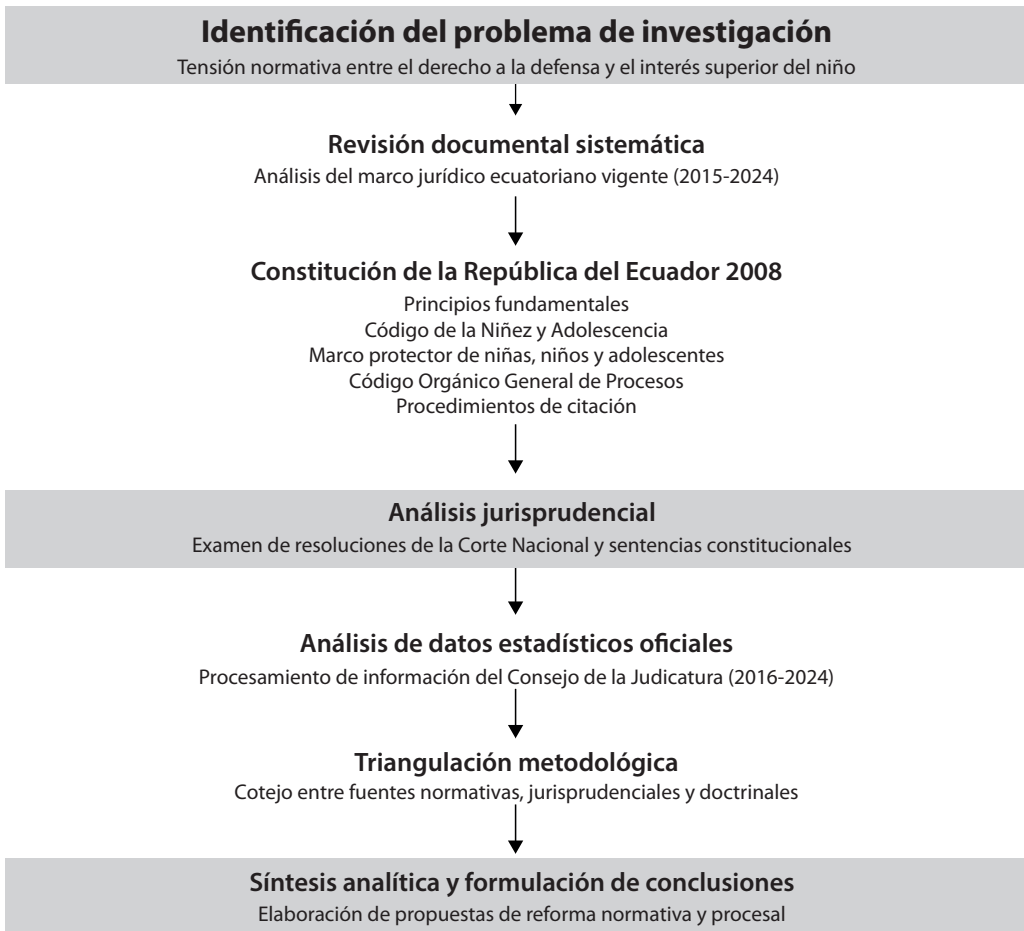 Identificación del problema de investigación
Tensión normativa entre el derecho a la defensa y el interés superior del niño
Revisión documental sistemática
Análisis del marco jurídico ecuatoriano vigente (2015-2024)
Constitución de la República del Ecuador 2008
Principios fundamentales
Código de la Niñez y Adolescencia
Marco protector de niñas, niños y adolescentes
Código Orgánico General de Procesos
Procedimientos de citación
Análisis jurisprudencial
Examen de resoluciones de la Corte Nacional y sentencias constitucionales
Análisis de datos estadísticos oficiales
Procesamiento de información del Consejo de la Judicatura (2016-2024)
Triangulación metodológica
Cotejo entre fuentes normativas, jurisprudenciales y doctrinales
Síntesis analítica y formulación de conclusiones
Elaboración de propuestas de reforma normativa y procesal